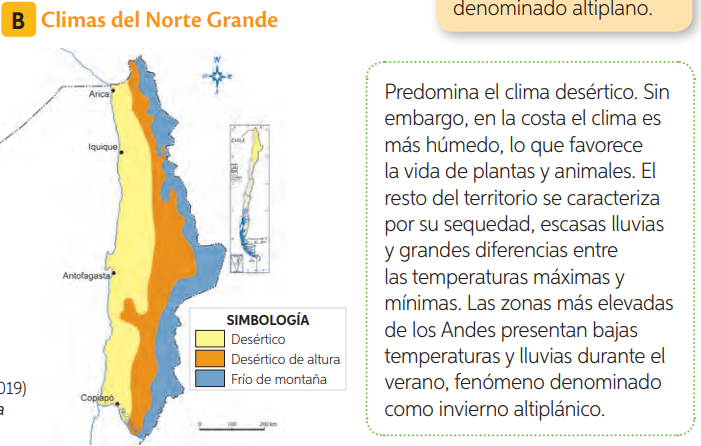 denominado altiplano.
B Climas del Norte Grande
Arica
Iquique
Antofagasta
Copiapó
CHILE
SIMBOLOGÍA
Desértico
Desértico de altura
Frío de montaña
0 100 200 km
019)
a
Predomina el clima desértico. Sin
embargo, en la costa el clima es
más húmedo, lo que favorece
la vida de plantas y animales. El
resto del territorio se caracteriza
por su sequedad, escasas lluvias
y grandes diferencias entre
las temperaturas máximas y
mínimas. Las zonas más elevadas
de los Andes presentan bajas
temperaturas y lluvias durante el
verano, fenómeno denominado
como invierno altiplánico.